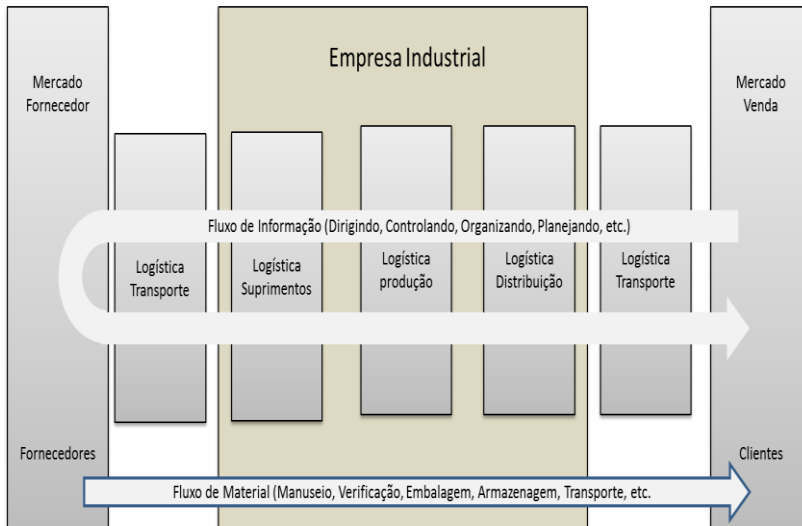 Empresa Industrial
Mercado
Fornecedor
Mercado
Venda
Fluxo de Informação (Dirigindo, Controlando, Organizando, Planejando, etc.)
Logística
Transporte
Logística
Suprimentos
Logística
produção
Logística
Distribuição
Logística
Transporte
Fornecedores
Clientes
Fluxo de Material (Manuseio, Verificação, Embalagem, Armazenagem, Transporte, etc.